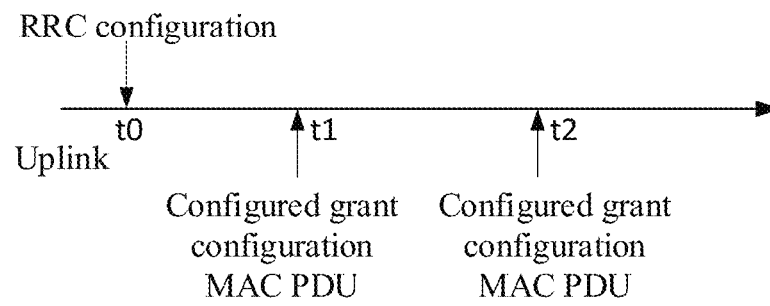 RRC configuration
t0
t1
t2
Uplink
Configured grant
configuration
MAC PDU
Configured grant
configuration
MAC PDU